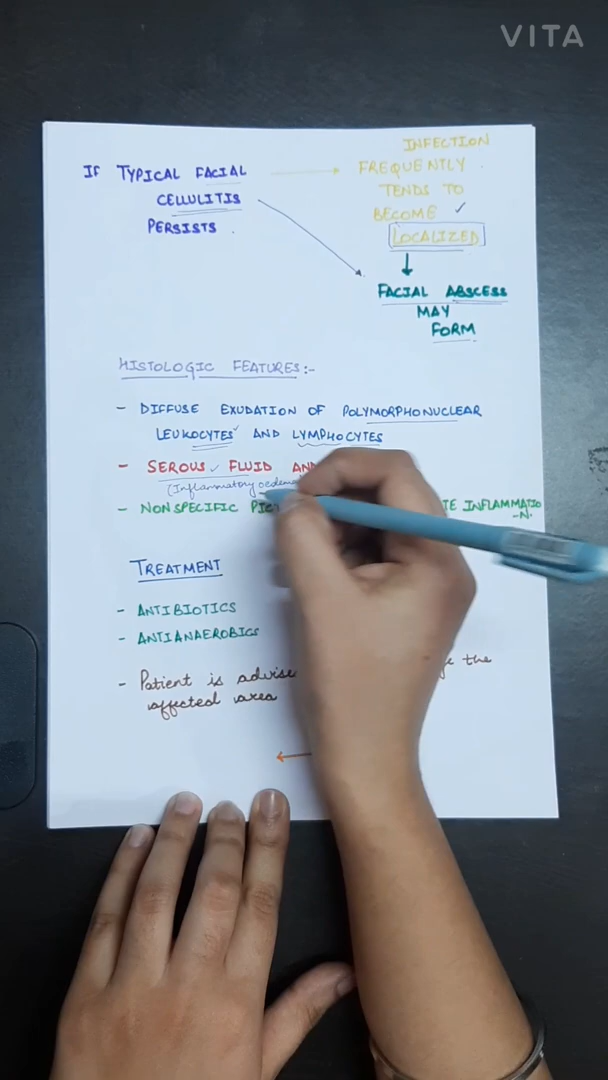 VITA
IF TYPICAL FACIAL
CELLULITIS
PERSISTS
INFECTION
FREQUENTLY
TENDS TO
BECOME
LOCALIZED
FACIAL ABSCESS
MAY
FORM
HISTOLOGIC FEATURES:-
- DIFFUSE EXUDATION OF POLYMORPHONUCLEAR
LEUKOCYTES AND LYMPHOCYTES
- SEROUS FLUID AND
(Inflammatory oedema
- NONSPECIFIC INFLAMMATIO
-N.
TREATMENT
- ANTIBIOTICS
- ANTIANAEROBICS
- Patient is the
affected area